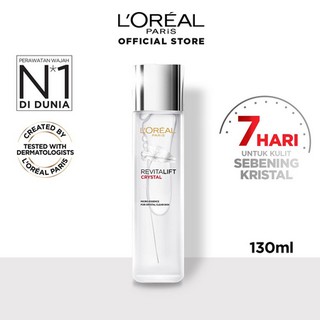 L'ORÉAL
PARIS
OFFICIAL STORE
PERAWATAN WAJAH
N°1
DI DUNIA
CREATED BY
TESTED WITH
DERMATOLOGISTS
L'ORÉAL PARIS
L'ORÉAL
PARIS
REVITALIFT
CRYSTAL
7 HARI
UNTUK KULIT
SEBENING
KRISTAL
130ml